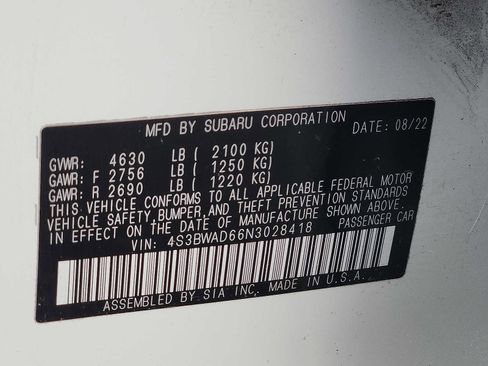 MFD BY SUBARU CORPORATION DATE: 08/22
GVWR: 4630 LB ( 2100 KG)
GAWR: F 2756 LB ( 1250 KG)
GAWR: R 2690 LB ( 1220 KG)
THIS VEHICLE CONFORMS TO ALL APPLICABLE FEDERAL MOTOR
VEHICLE SAFETY, BUMPER, AND THEFT PREVENTION STANDARDS
IN EFFECT ON THE DATE OF MANUFACTURE SHOWN ABOVE.
VIN: 4S3BWAD66N3028418 PASSENGER CAR
ASSEMBLED BY SIA INC. MADE IN U.S.A.